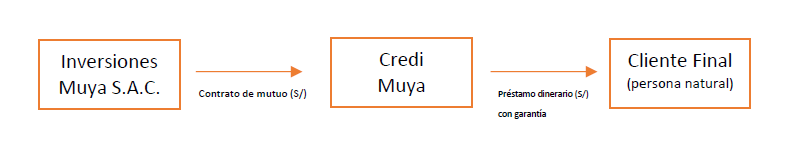 Inversiones
Muya S.A.C.
Contrato de mutuo (S/)
Credi
Muya
Préstamo dinerario (S/)
con garantía
Cliente Final
(persona natural)